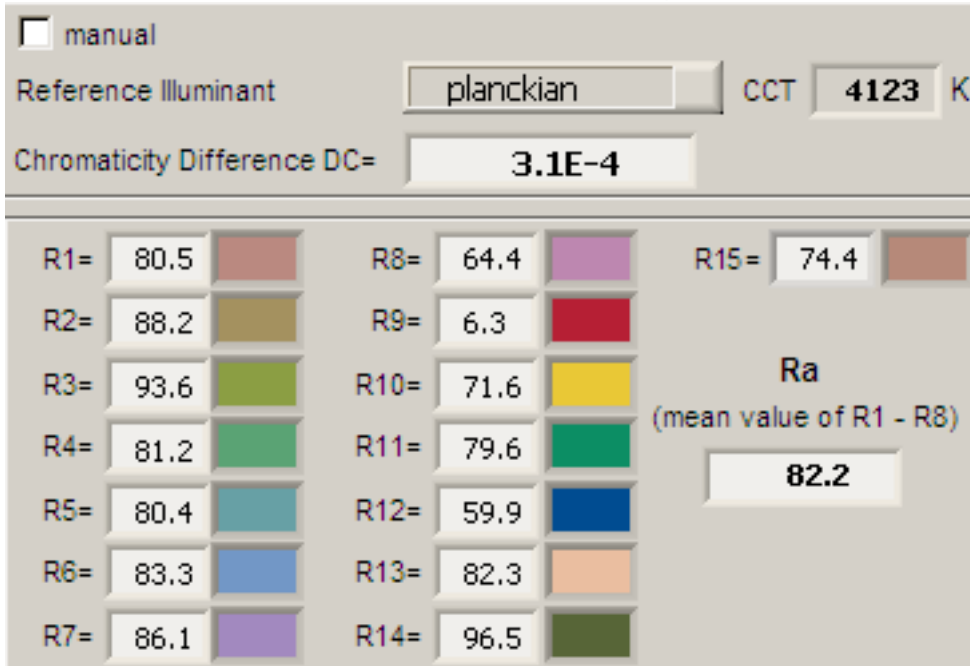 manual
Reference Illuminant planckian CCT 4123 K
Chromaticity Difference DC= 3.1E-4
R1= 80.5 R8= 64.4 R15= 74.4
R2= 88.2 R9= 6.3
R3= 93.6 R10= 71.6 Ra
(mean value of R1 - R8)
R4= 81.2 R11= 79.6
82.2
R5= 80.4 R12= 59.9
R6= 83.3 R13= 82.3
R7= 86.1 R14= 96.5